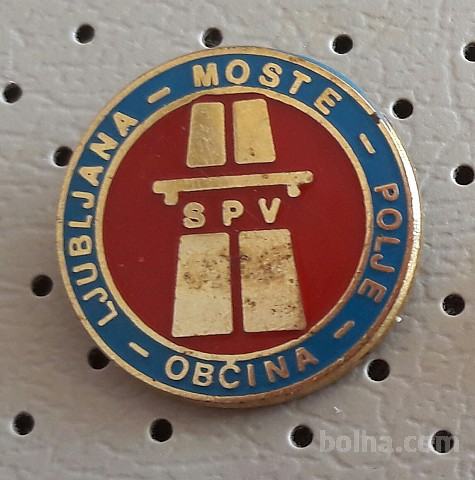 OBČINA - LJUBLJANA - MOSTE - POLJE -
SPV
bolha.com